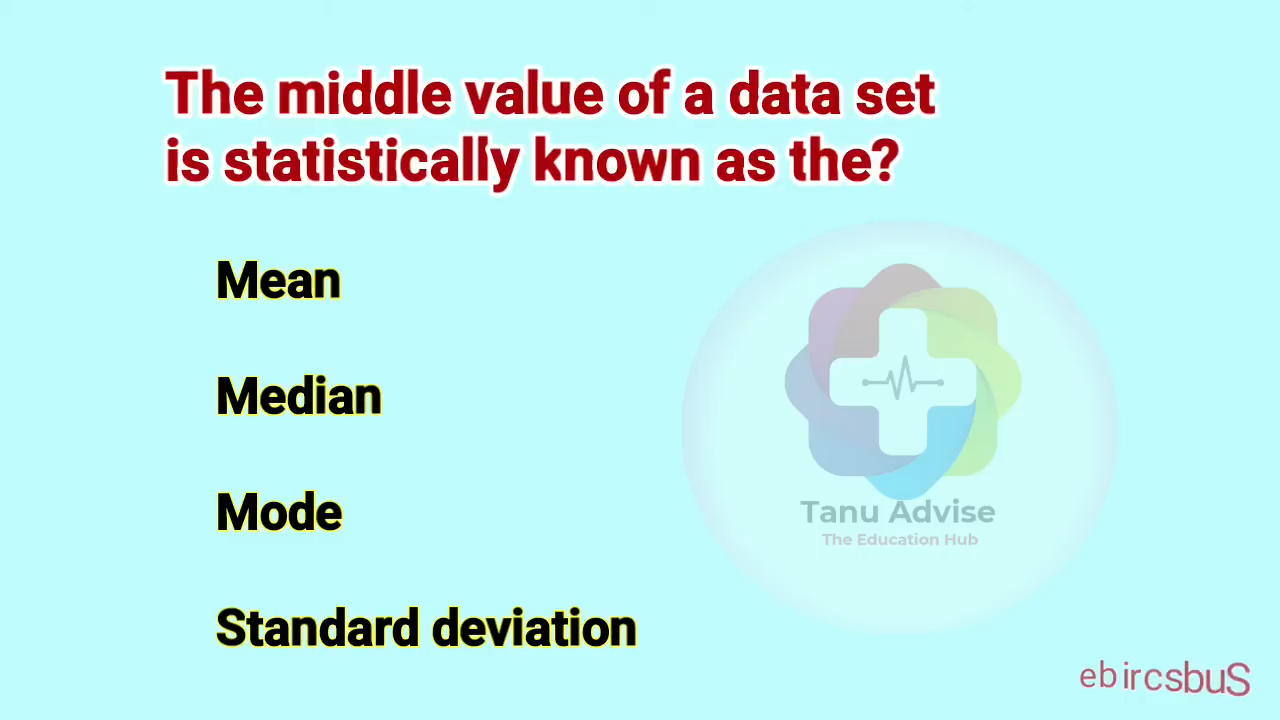 The middle value of a data set
is statistically known as the?
Mean
Median
Mode
Standard deviation
Tanu Advise
The Education Hub
ebircsbuS